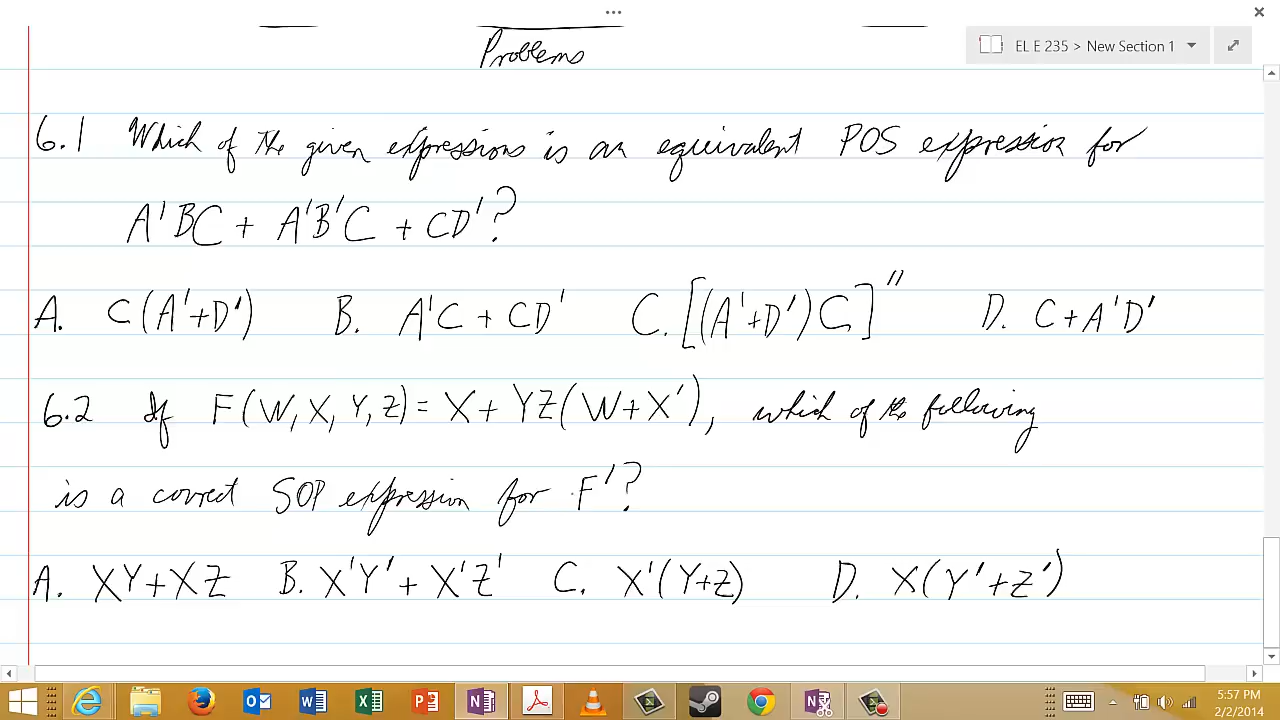 EL E 235 > New Section 1
Problems
6.1 Which of the given expressions is an equivalent POS expression for
A'BC + A'B'C + CD'?
A. C(A'+D') B. A'C + CD' C. [(A'+D')C]'' D. C+A'D'
6.2 If F(W,X,Y,Z)= X + YZ(W+X'), which of the following
is a correct SOP expression for F'?
A. XY+XZ B. X'Y' + X'Z' C. X'(Y+Z) D. X(Y'+Z')
5:57 PM
2/2/2014